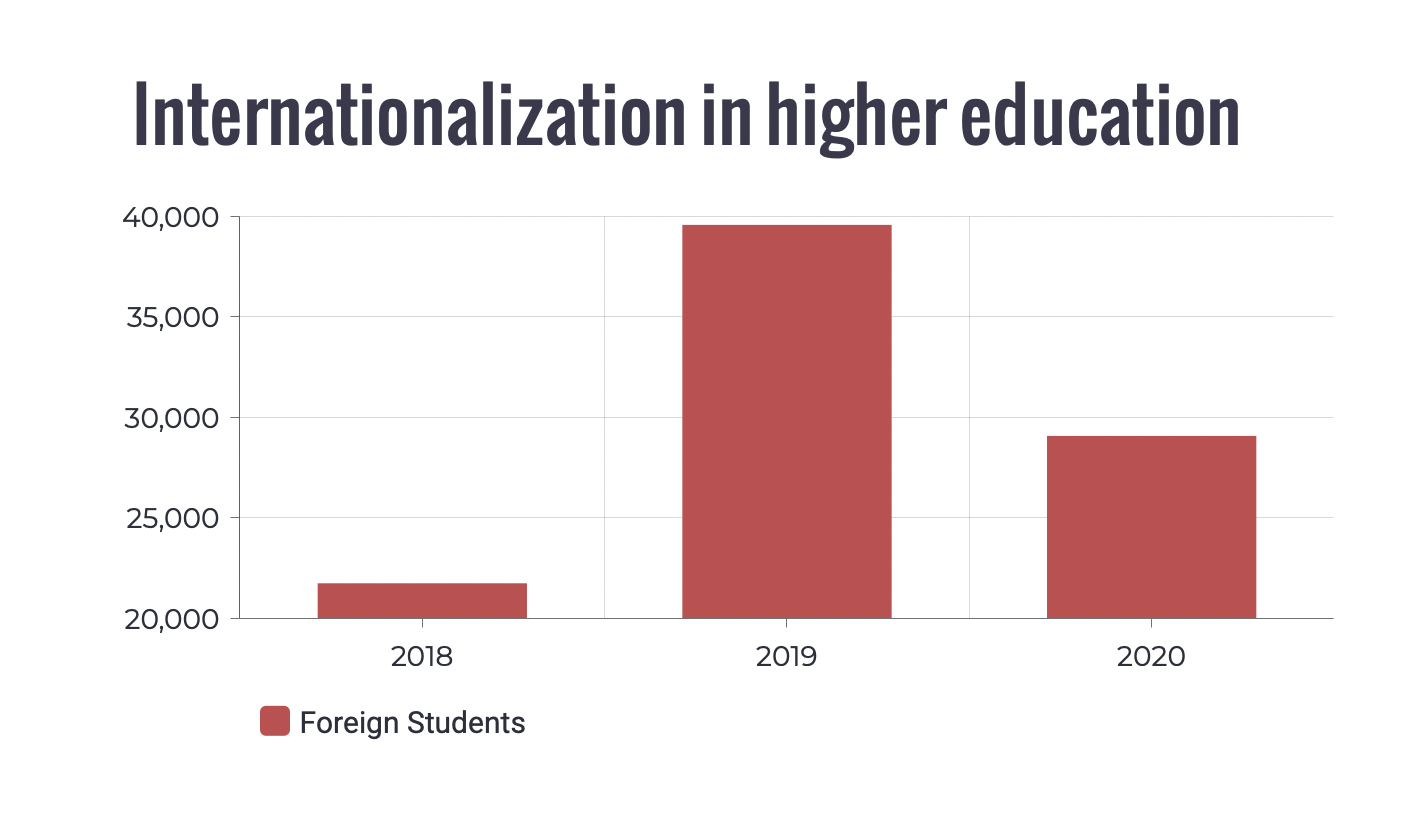 Internationalization in higher education
40,000
35,000
30,000
25,000
20,000
2018 2019 2020
Foreign Students